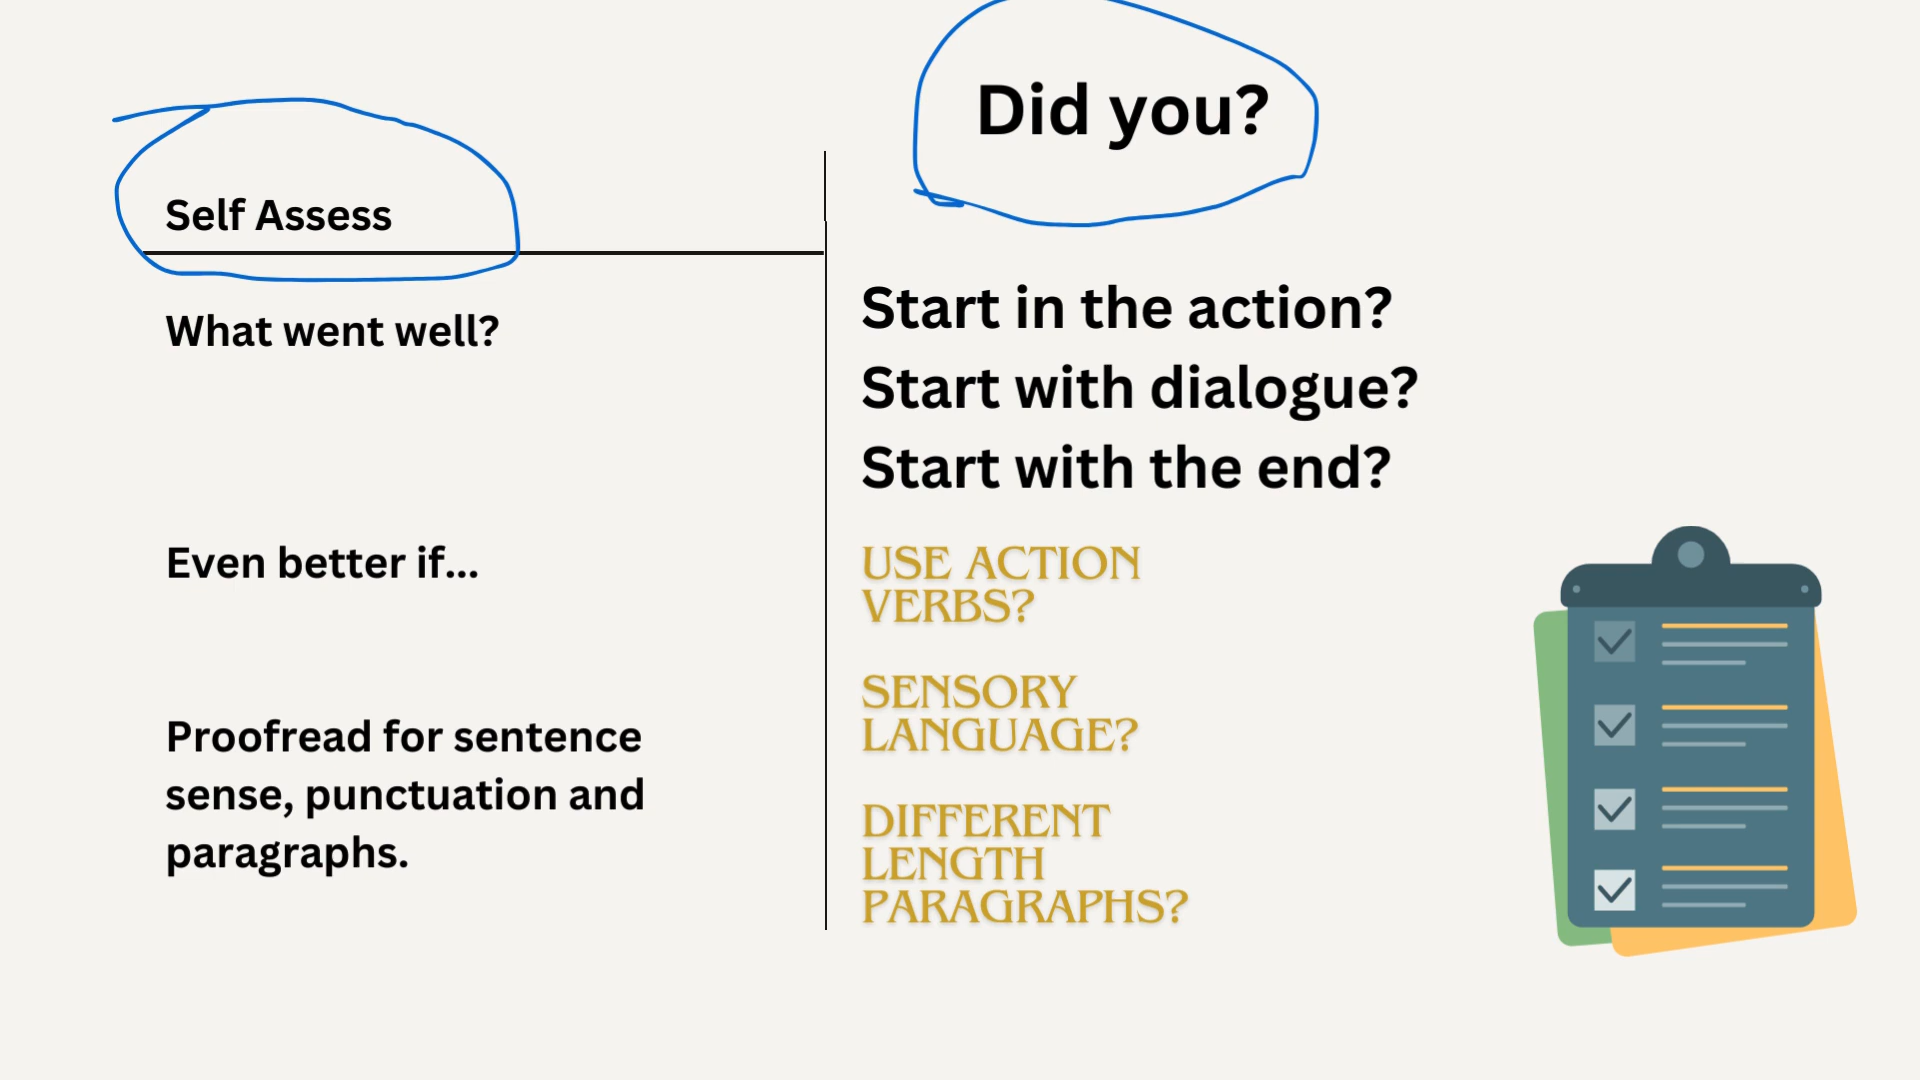 Self Assess
What went well?
Even better if...
Proofread for sentence
sense, punctuation and
paragraphs.
Did you?
Start in the action?
Start with dialogue?
Start with the end?
USE ACTION
VERBS?
SENSORY
LANGUAGE?
DIFFERENT
LENGTH
PARAGRAPHS?